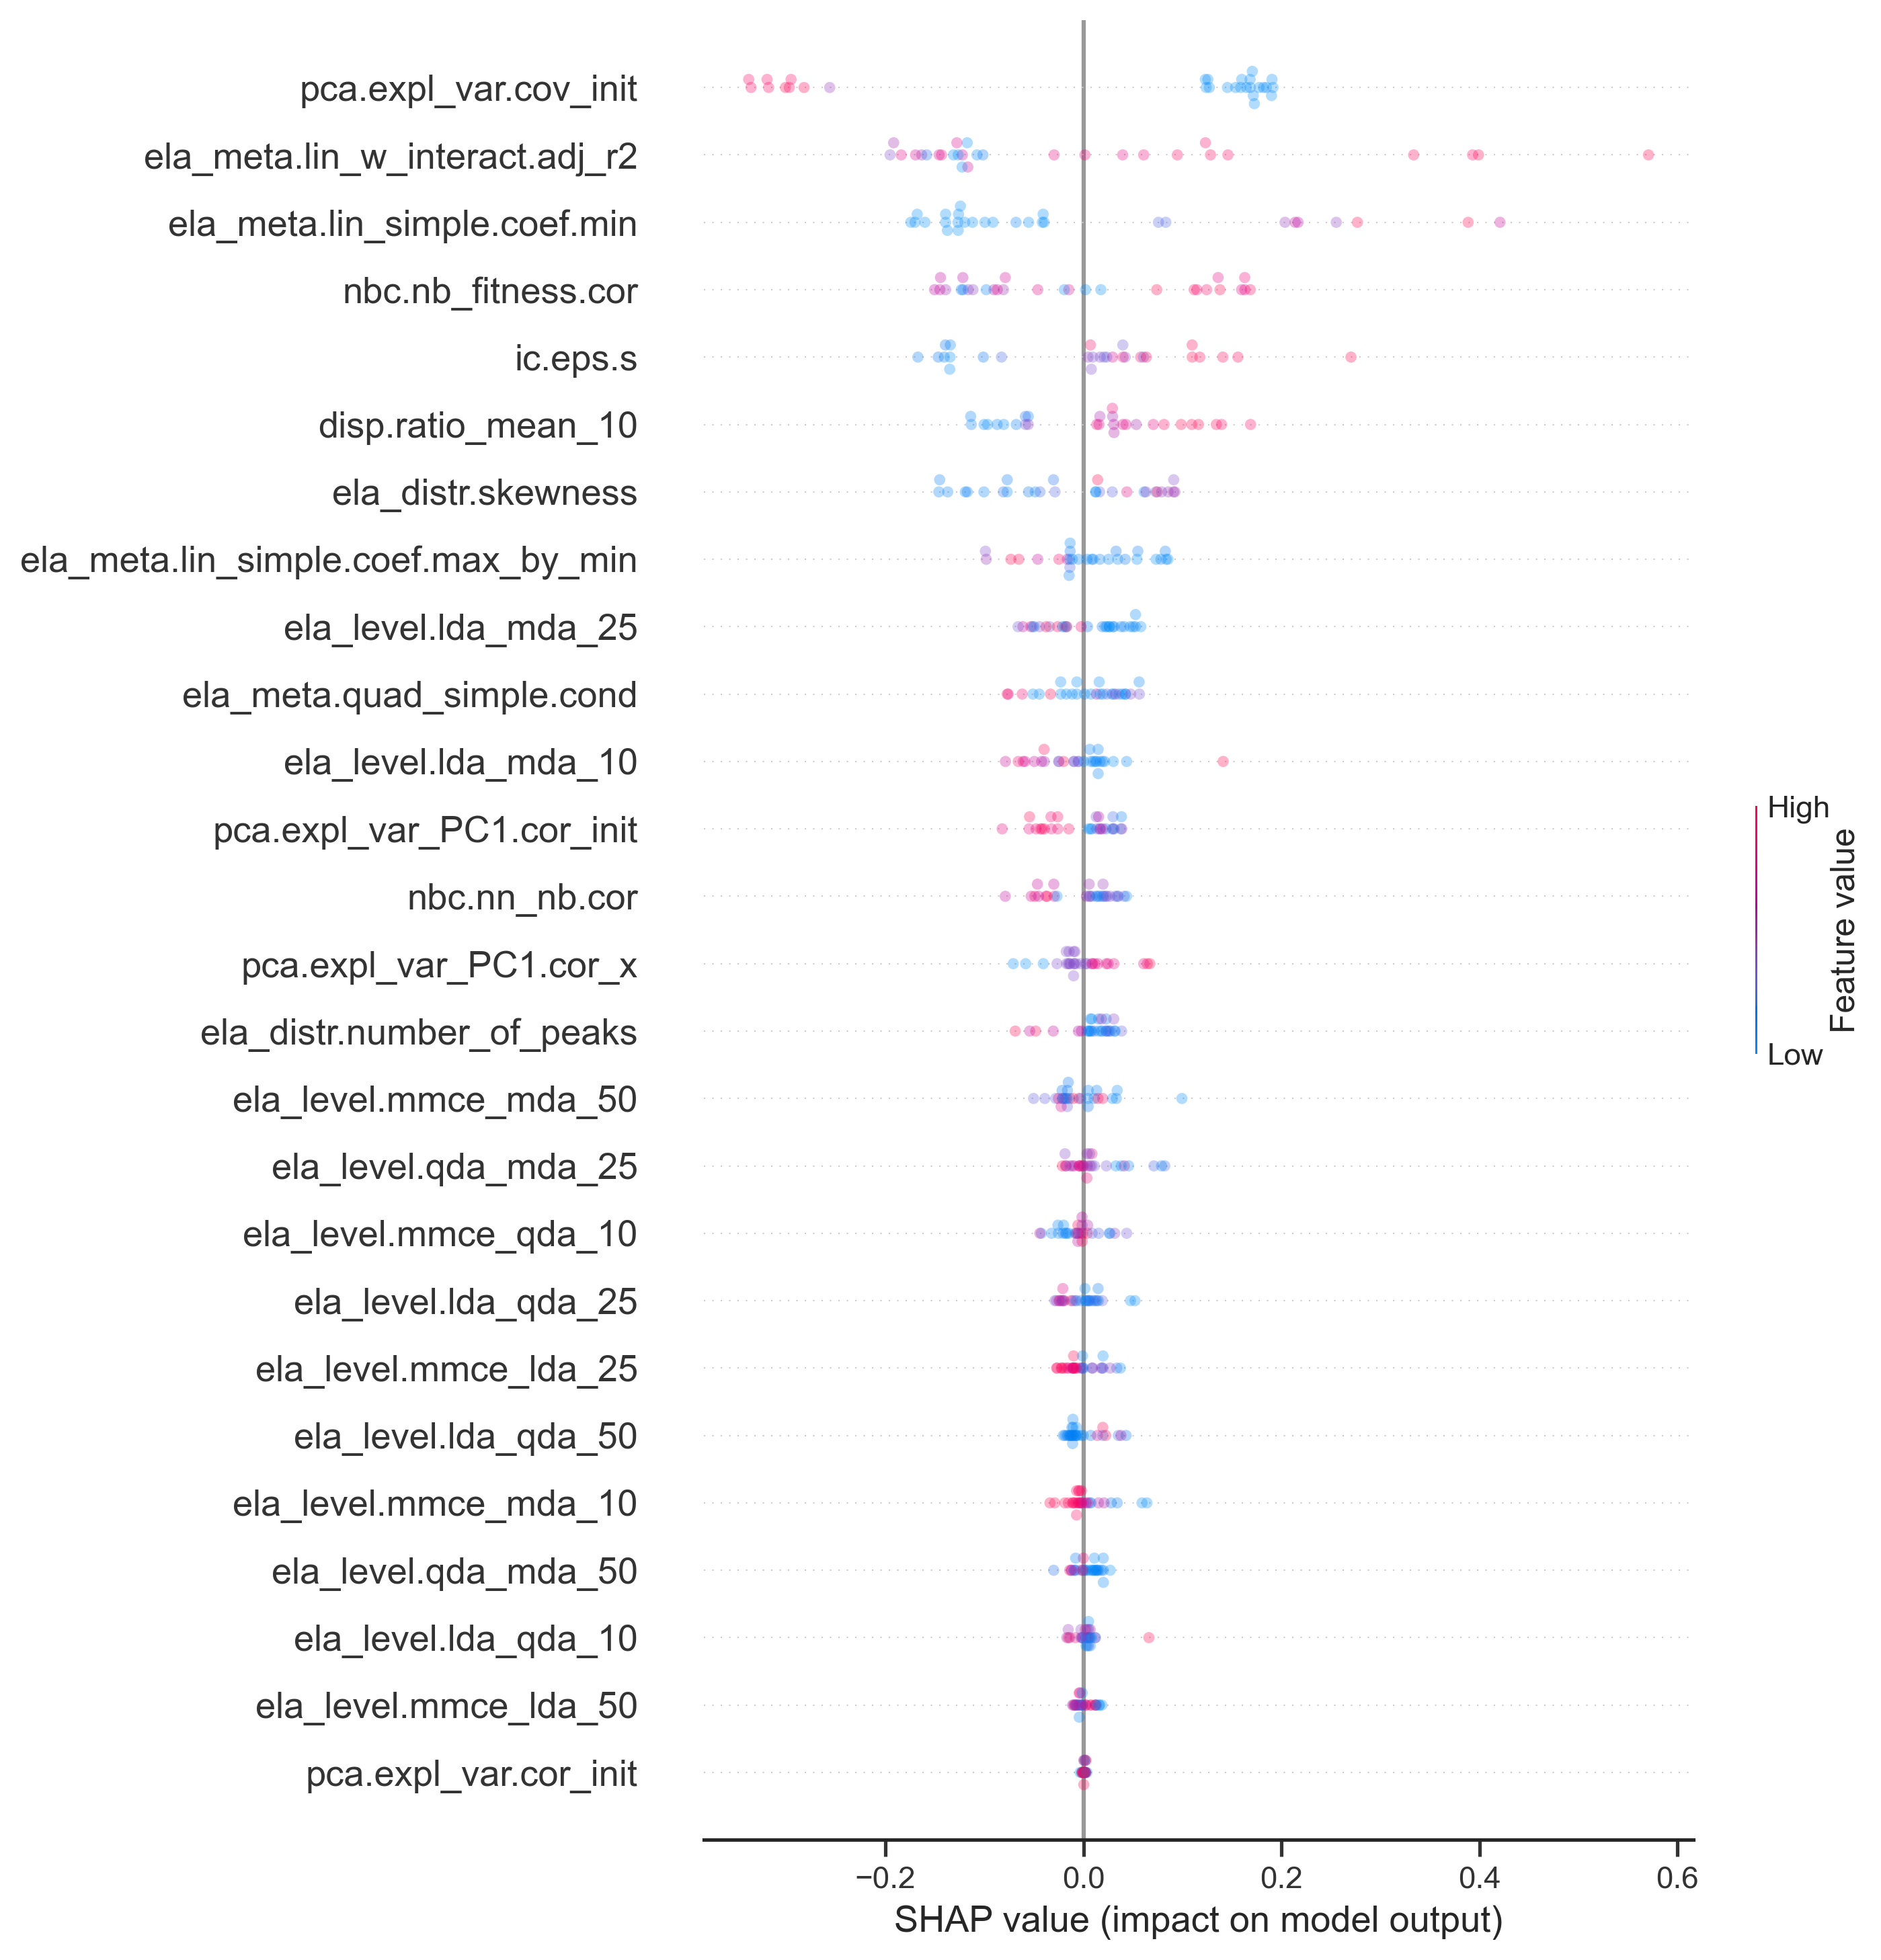 pca.expl_var.cov_init
ela_meta.lin_w_interact.adj_r2
ela_meta.lin_simple.coef.min
nbc.nb_fitness.cor
ic.eps.s
disp.ratio_mean_10
ela_distr.skewness
ela_meta.lin_simple.coef.max_by_min
ela_level.lda_mda_25
ela_meta.quad_simple.cond
ela_level.lda_mda_10
pca.expl_var_PC1.cor_init
nbc.nn_nb.cor
pca.expl_var_PC1.cor_x
ela_distr.number_of_peaks
ela_level.mmce_mda_50
ela_level.qda_mda_25
ela_level.mmce_qda_10
ela_level.lda_qda_25
ela_level.mmce_lda_25
ela_level.lda_qda_50
ela_level.mmce_mda_10
ela_level.qda_mda_50
ela_level.lda_qda_10
ela_level.mmce_lda_50
pca.expl_var.cor_init
−0.2 0.0 0.2 0.4 0.6
SHAP value (impact on model output)
High
Feature value
Low